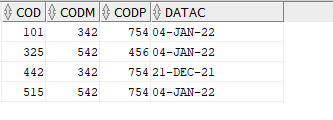 COD CODM CODP DATAC
101 342 754 04-JAN-22
325 542 456 04-JAN-22
442 342 754 21-DEC-21
515 542 754 04-JAN-22